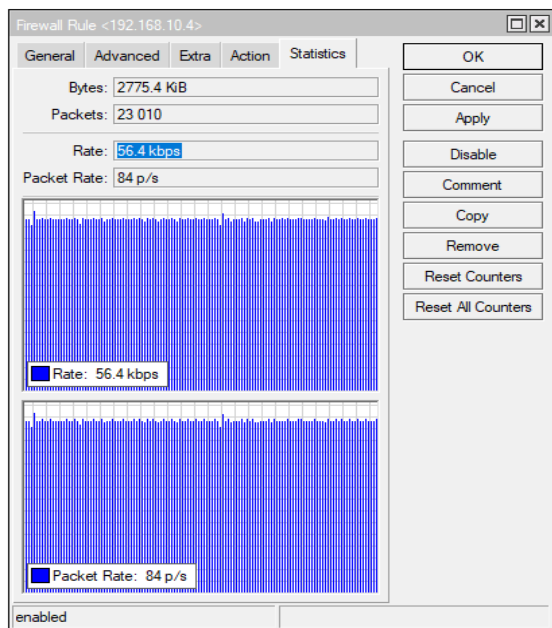 Firewall Rule <192.168.10.4>
General Advanced Extra Action Statistics
Bytes: 2775.4 KiB
Packets: 23 010
Rate: 56.4 kbps
Packet Rate: 84 p/s
Rate: 56.4 kbps
Packet Rate: 84 p/s
OK
Cancel
Apply
Disable
Comment
Copy
Remove
Reset Counters
Reset All Counters
enabled